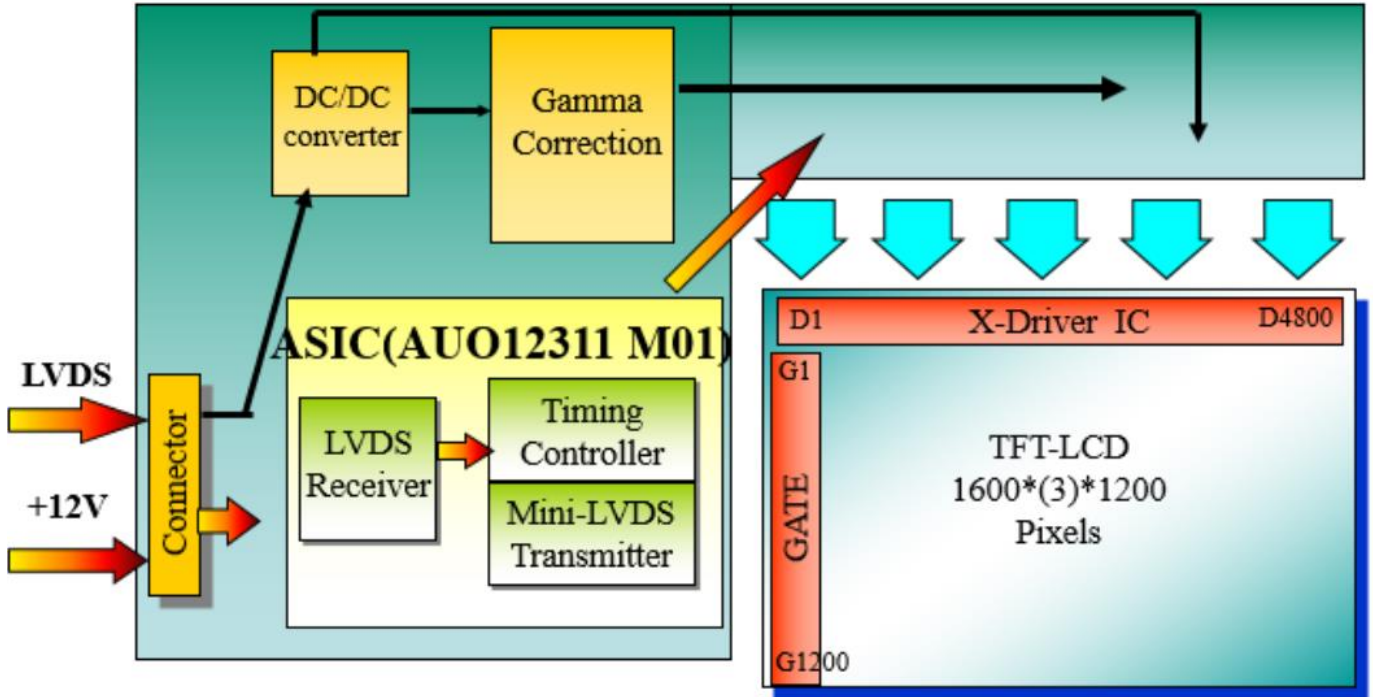 DC/DC
converter
Gamma
Correction
LVDS
+12V
Connector
ASIC(AUO12311 M01)
LVDS
Receiver
Timing
Controller
Mini-LVDS
Transmitter
D1
X-Driver IC
D4800
G1
GATE
G1200
TFT-LCD
1600*(3)*1200
Pixels